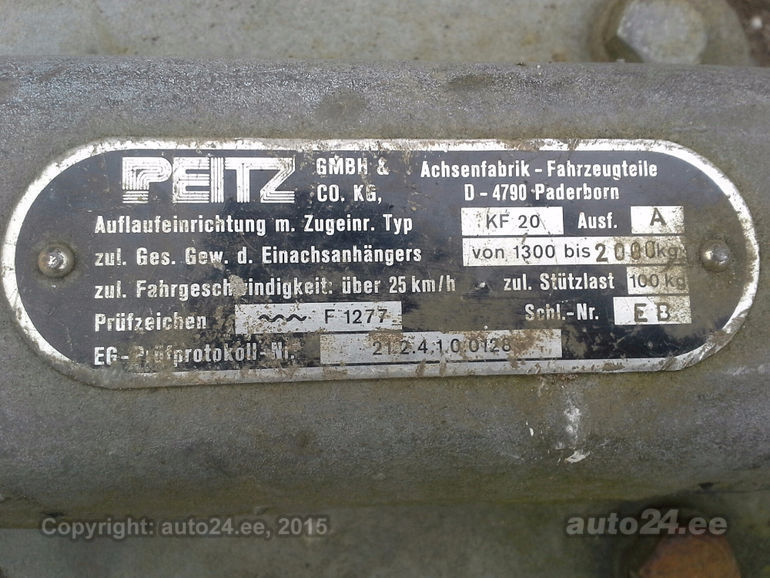 PEITZ GMBH & CO. KG, Achsenfabrik - Fahrzeugteile
D - 4790 Paderborn
Auflaufeinrichtung m. Zugeinr. Typ KF 20 Ausf. A
zul. Ges. Gew. d. Einachsanhängers von 1300 bis 2000 kg
zul. Fahrgeschwindigkeit: über 25 km/h zul. Stützlast 100 kg
Prüfzeichen ~~~ F 1277 Schl.-Nr. EB
EG-Prüfprotokoll-Nr. 21.2.4.1.0.0128
Copyright: auto24.ee, 2015
auto24.ee